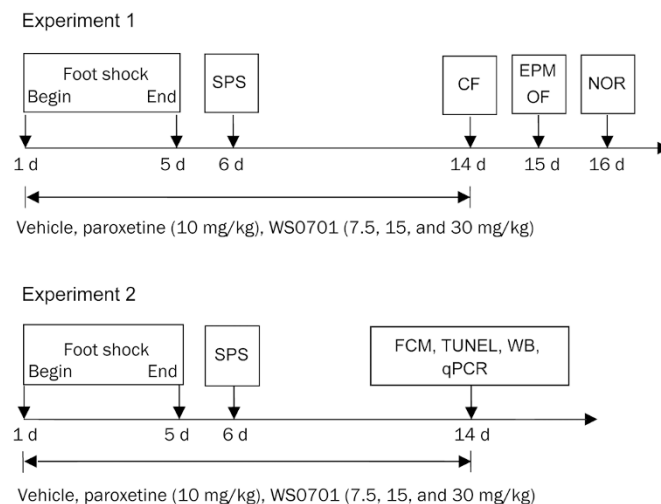 Experiment 1
Foot shock
Begin End
SPS
CF
EPM
OF
NOR
1 d 5 d 6 d 14 d 15 d 16 d
Vehicle, paroxetine (10 mg/kg), WS0701 (7.5, 15, and 30 mg/kg)
Experiment 2
Foot shock
Begin End
SPS
FCM, TUNEL, WB,
qPCR
1 d 5 d 6 d 14 d
Vehicle, paroxetine (10 mg/kg), WS0701 (7.5, 15, and 30 mg/kg)